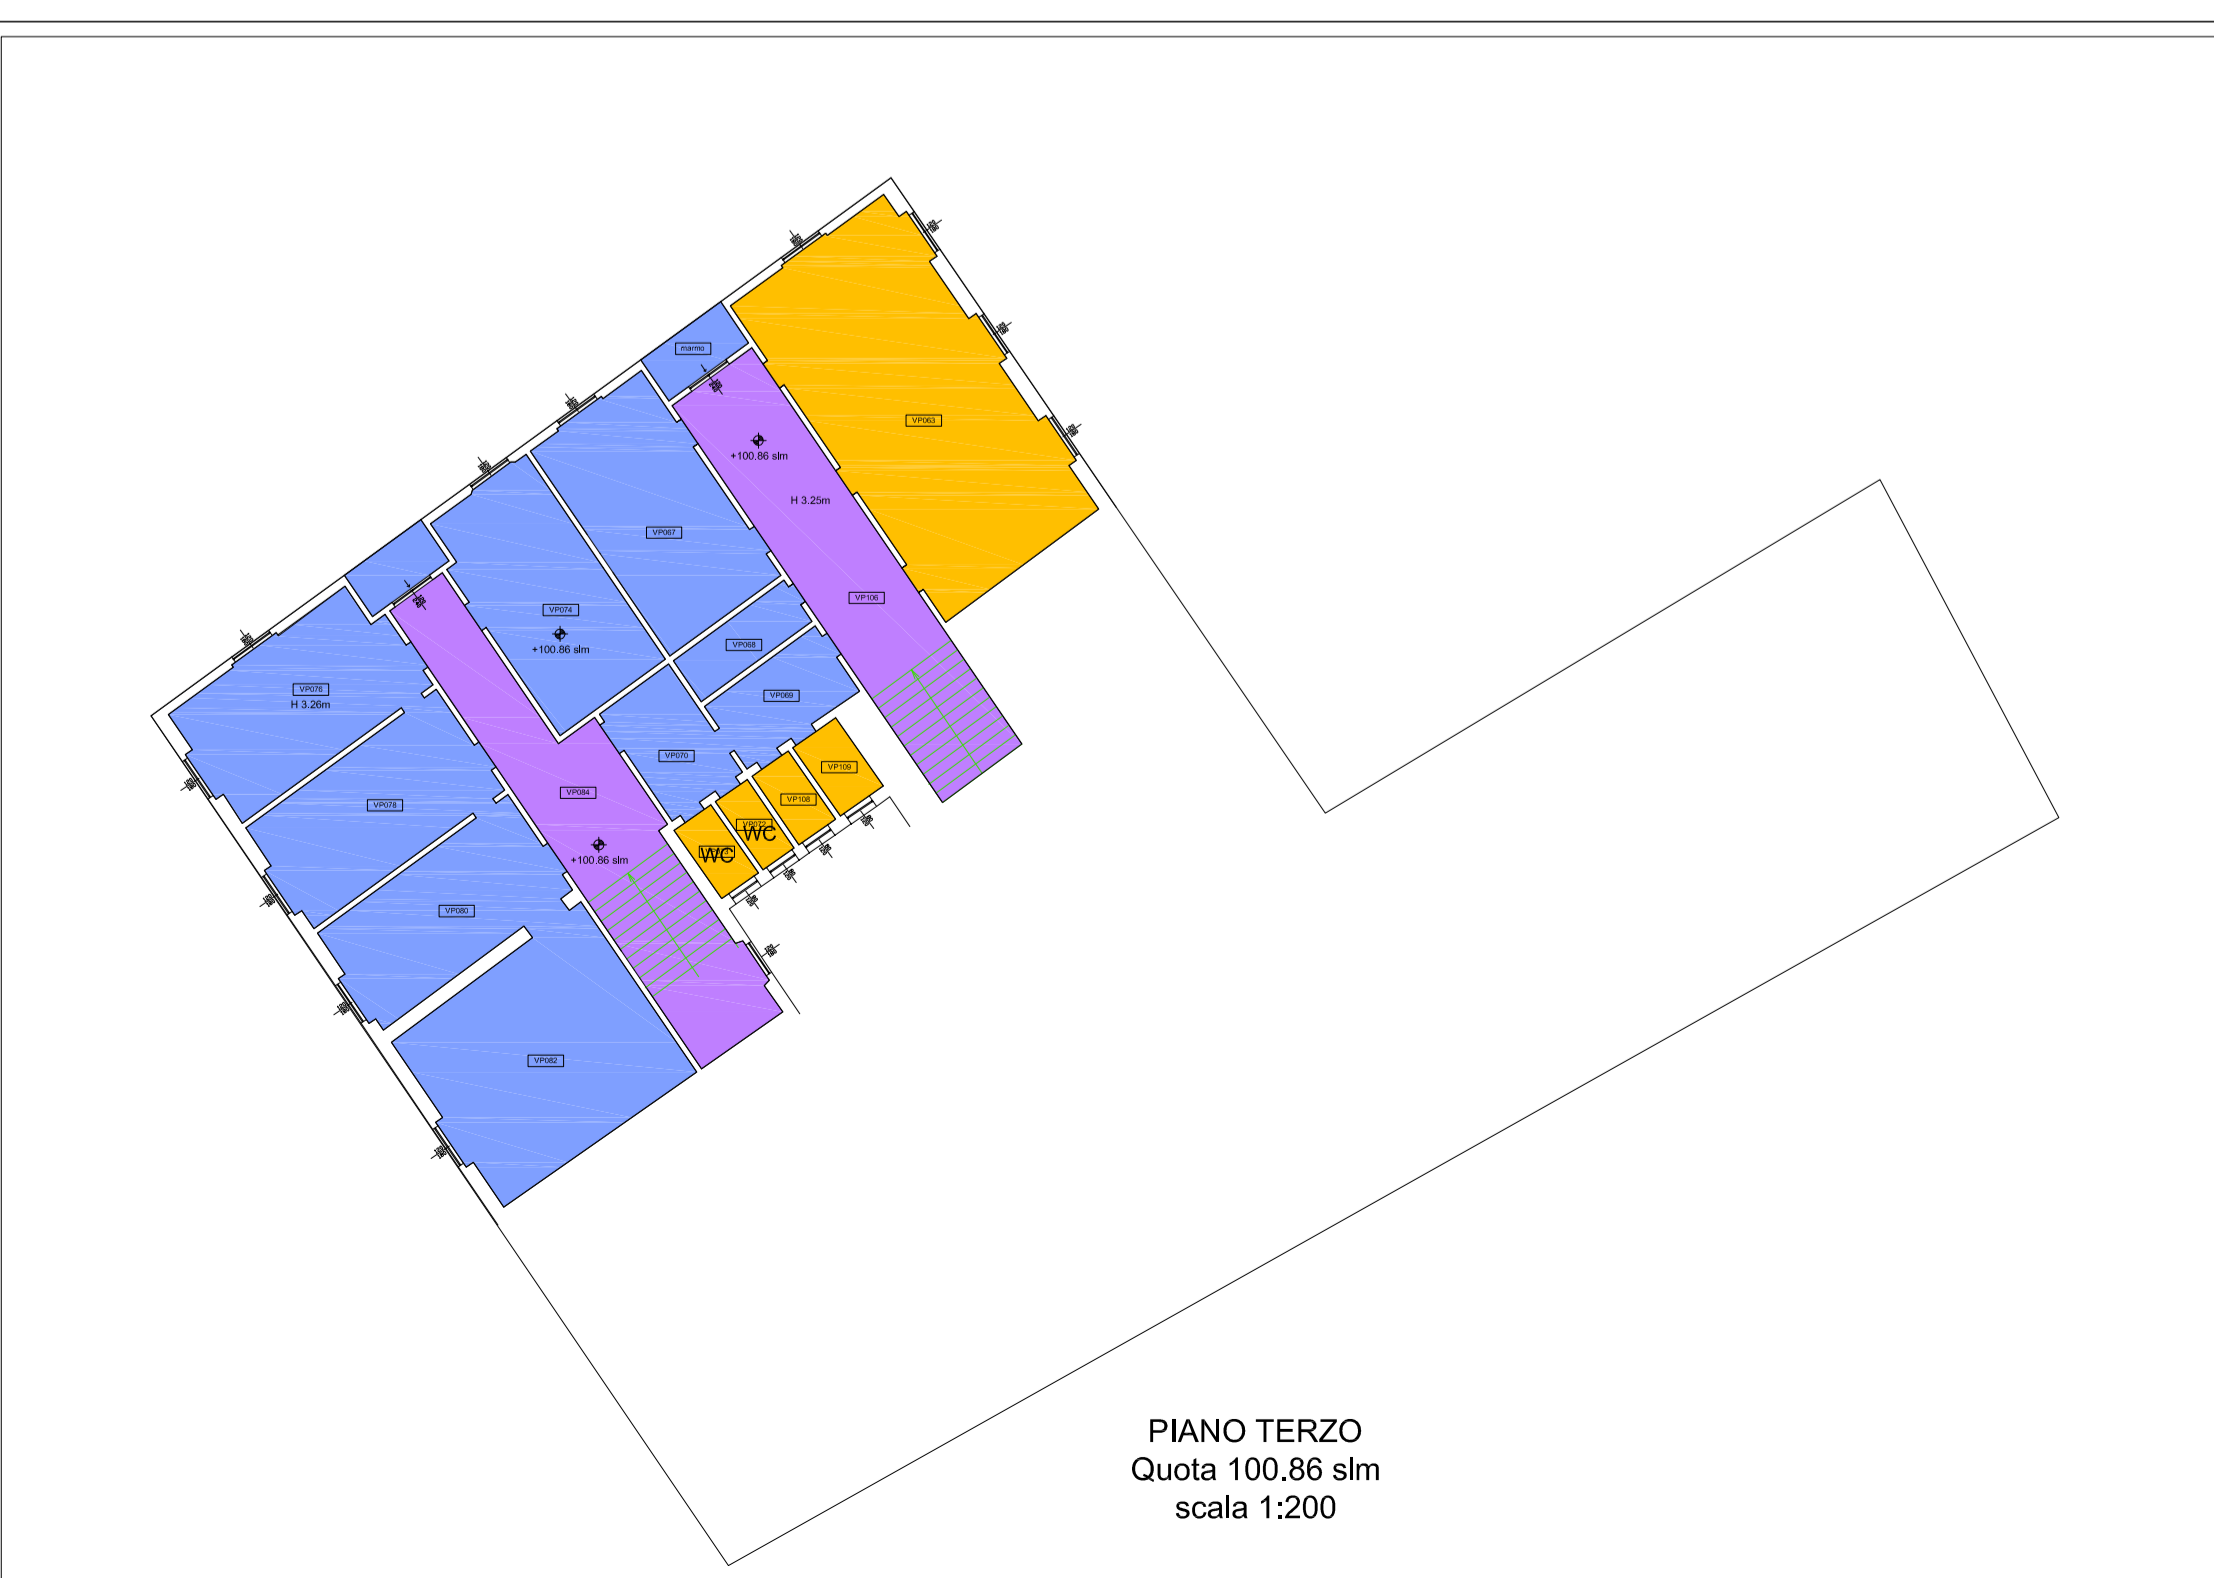 marmo
VP063
+100.86 slm
H 3.25m
VP067
VP106
VP074
+100.86 slm
VP068
VP076
H 3.26m
VP069
VP070
VP109
VP084
VP108
VP078
VP072
WC
WC
+100.86 slm
VP080
VP082
PIANO TERZO
Quota 100.86 slm
scala 1:200